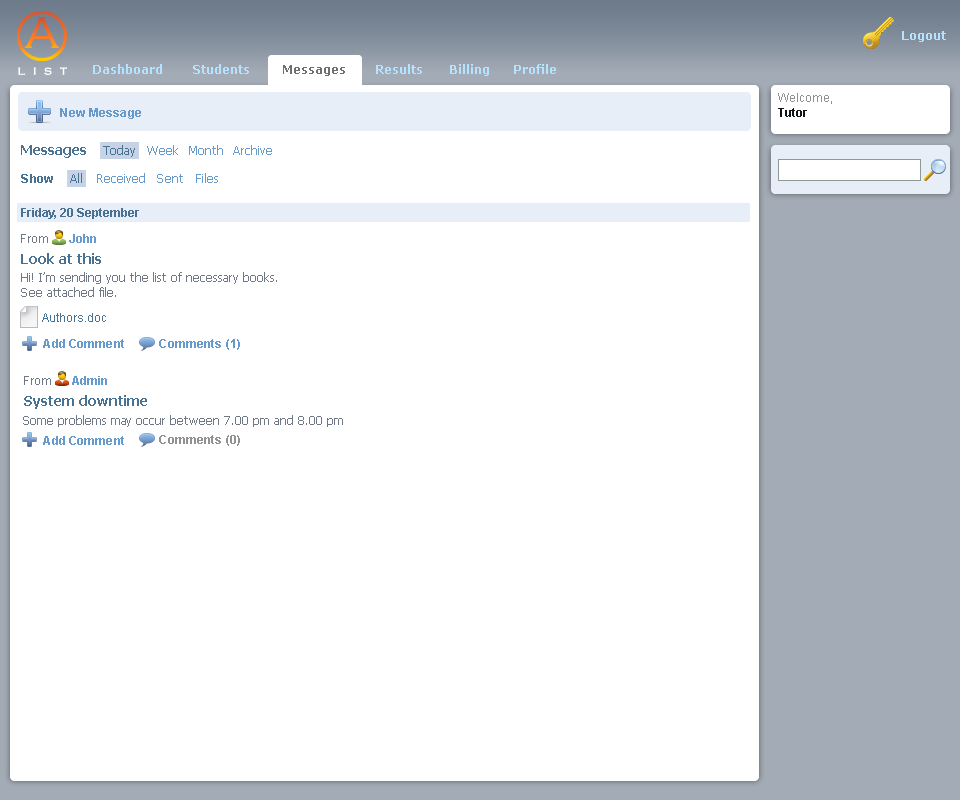 A
LIST
Dashboard Students Messages Results Billing Profile
Logout
New Message
Welcome,
Tutor
Messages Today Week Month Archive
Show All Received Sent Files
Friday, 20 September
From John
Look at this
Hi! I'm sending you the list of necessary books.
See attached file.
Authors.doc
Add Comment Comments (1)
From Admin
System downtime
Some problems may occur between 7.00 pm and 8.00 pm
Add Comment Comments (0)